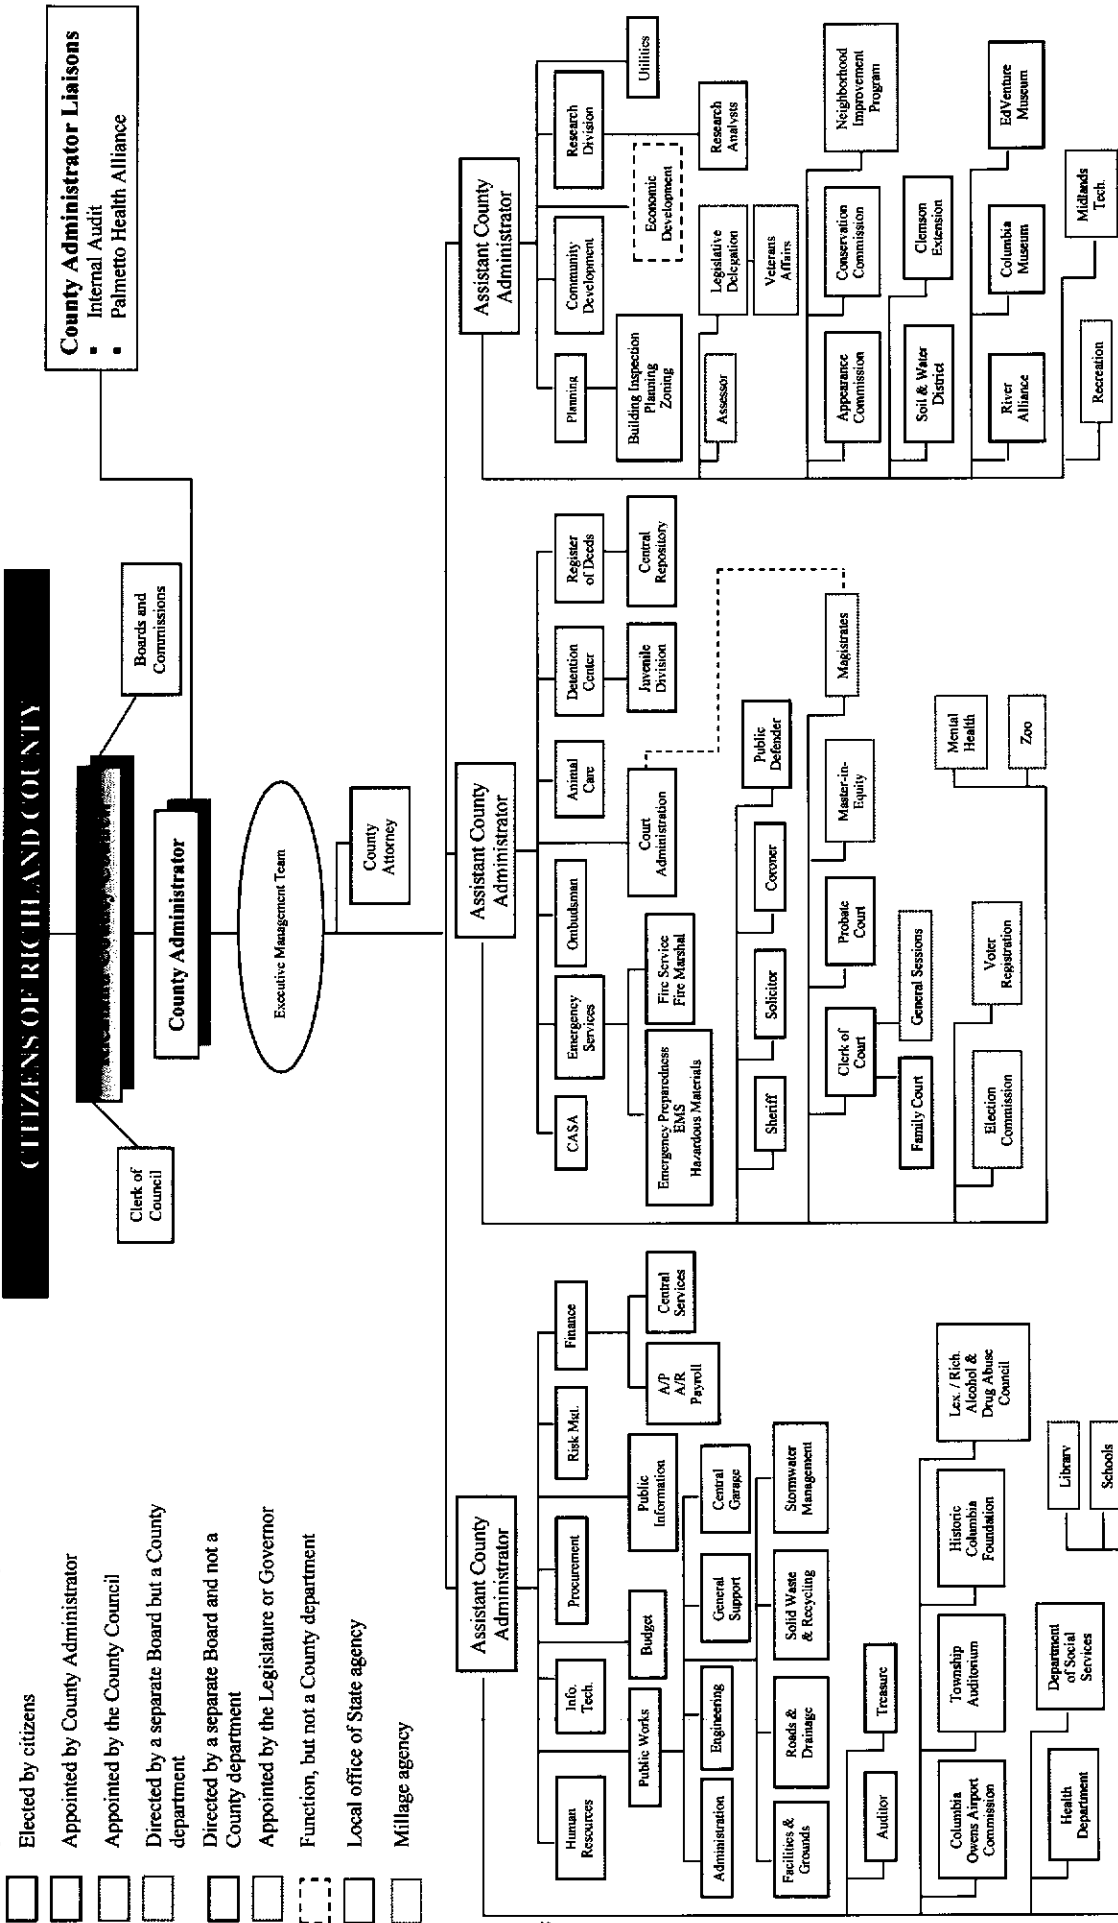 CITIZENS OF RICHLAND COUNTY
Clerk of
Council
Boards and
Commissions
County Administrator
County Administrator Liaisons
▪ Internal Audit
▪ Palmetto Health Alliance
Executive Management Team
County
Attorney
Elected by citizens
Appointed by County Administrator
Appointed by the County Council
Directed by a separate Board but a County
department
Directed by a separate Board and not a
County department
Appointed by the Legislature or Governor
Function, but not a County department
Local office of State agency
Millage agency
Assistant County
Administrator
Human
Resources
Info.
Tech.
Procurement
Risk Mgt.
Finance
Public Works
Budget
Public
Information
A/P
A/R
Payroll
Central
Services
Administration
Engineering
General
Support
Central
Garage
Facilities &
Grounds
Roads &
Drainage
Solid Waste
& Recycling
Stormwater
Management
Auditor
Treasure
Columbia
Owens Airport
Commission
Township
Auditorium
Historic
Columbia
Foundation
Lex. / Rich.
Alcohol &
Drug Abuse
Council
Health
Department
Department
of Social
Services
Library
Schools
Assistant County
Administrator
CASA
Emergency
Services
Ombudsman
Animal
Care
Detention
Center
Register
of Deeds
Emergency Preparedness
EMS
Hazardous Materials
Fire Service
Fire Marshal
Court
Administration
Juvenile
Division
Central
Repository
Sheriff
Solicitor
Coroner
Public
Defender
Clerk of
Court
Probate
Court
Master-in-
Equity
Magistrates
Family Court
General Sessions
Election
Commission
Voter
Registration
Mental
Health
Zoo
Assistant County
Administrator
Planning
Community
Development
Research
Division
Utilities
Building Inspection
Planning
Zoning
Economic
Development
Research
Analysts
Assessor
Legislative
Delegation
Veterans
Affairs
Appearance
Commission
Conservation
Commission
Neighborhood
Improvement
Program
Soil & Water
District
Clemson
Extension
River
Alliance
Columbia
Museum
EdVenture
Museum
Recreation
Midlands
Tech.